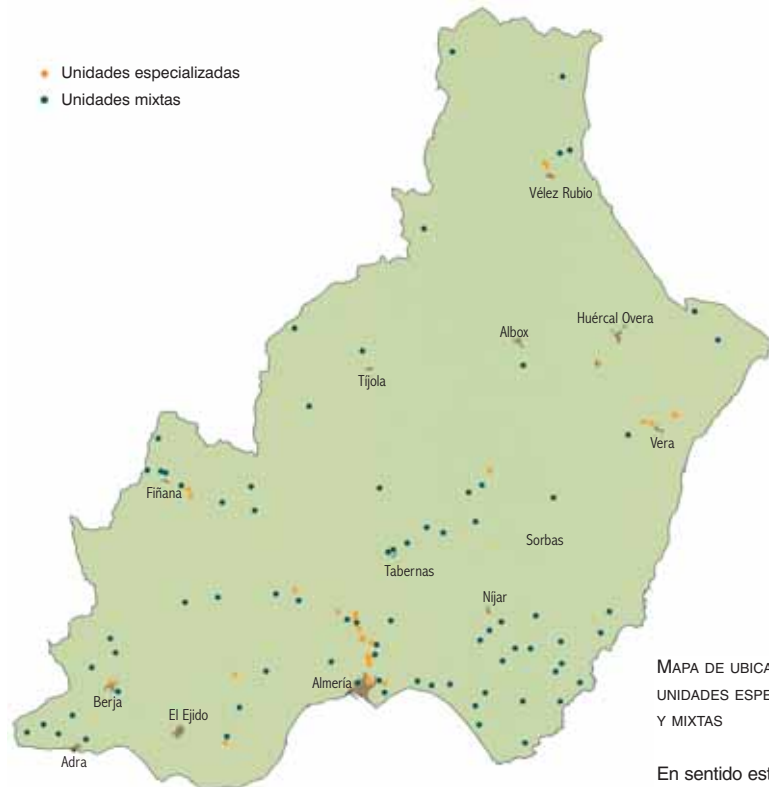 Unidades especializadas
Unidades mixtas
Vélez Rubio
Huércal Overa
Albox
Tíjola
Vera
Fiñana
Sorbas
Tabernas
Níjar
Almería
Berja
El Ejido
Adra
MAPA DE UBICA
UNIDADES ESPE
Y MIXTAS
En sentido est